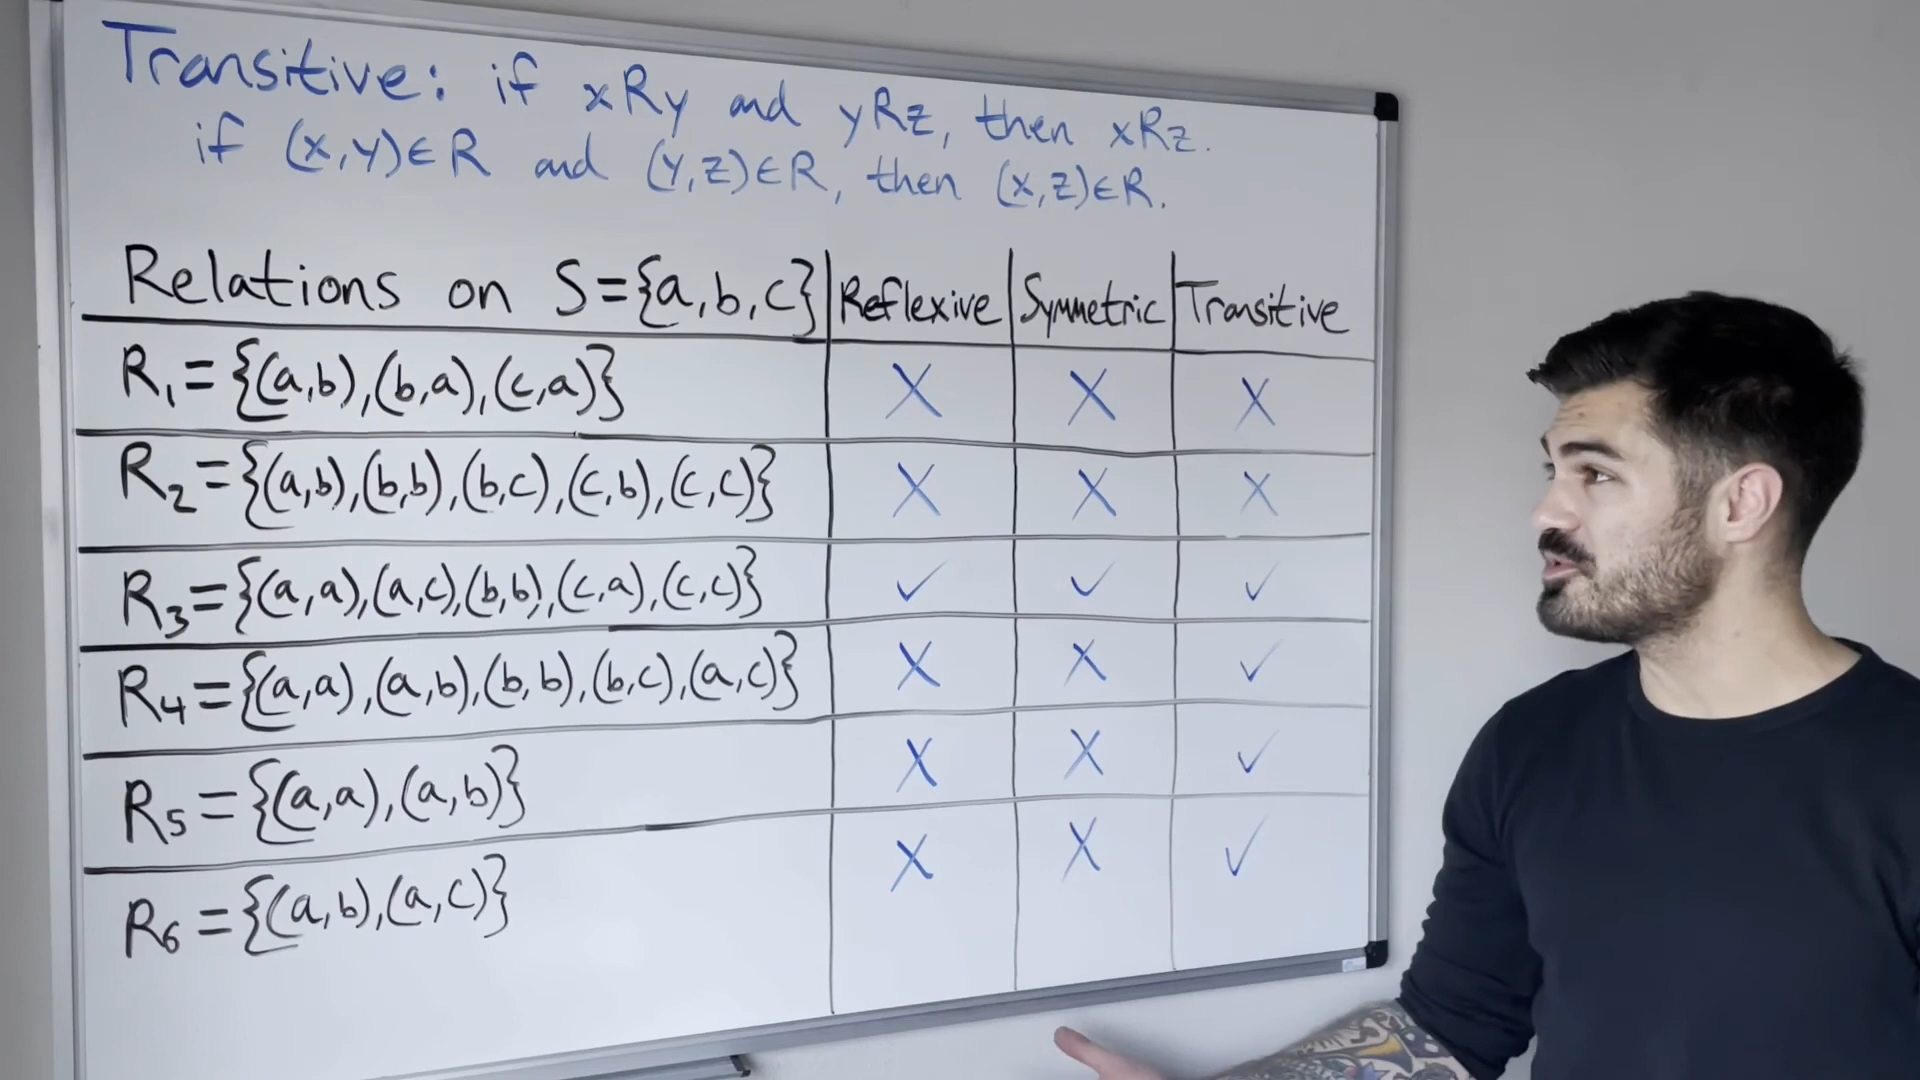 Transitive: if xRy and yRz, then xRz.
if (x,y)∈R and (y,z)∈R, then (x,z)∈R.
Relations on S={a,b,c} Reflexive Symmetric Transitive
R₁={(a,b),(b,a),(c,a)} X X X
R₂={(a,b),(b,b),(b,c),(c,b),(c,c)} X X X
R₃={(a,a),(a,c),(b,b),(c,a),(c,c)} ✓ ✓ ✓
R₄={(a,a),(a,b),(b,b),(b,c),(a,c)} X X ✓
R₅={(a,a),(a,b)} X X ✓
R₆={(a,b),(a,c)} X X ✓